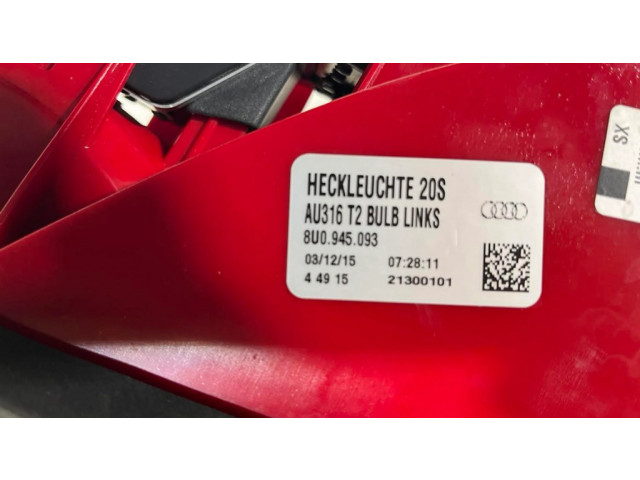 HECKLEUCHTE 20S
AU316 T2 BULB LINKS
8U0.945.093
03/12/15 07:28:11
4 49 15 21300101
SX